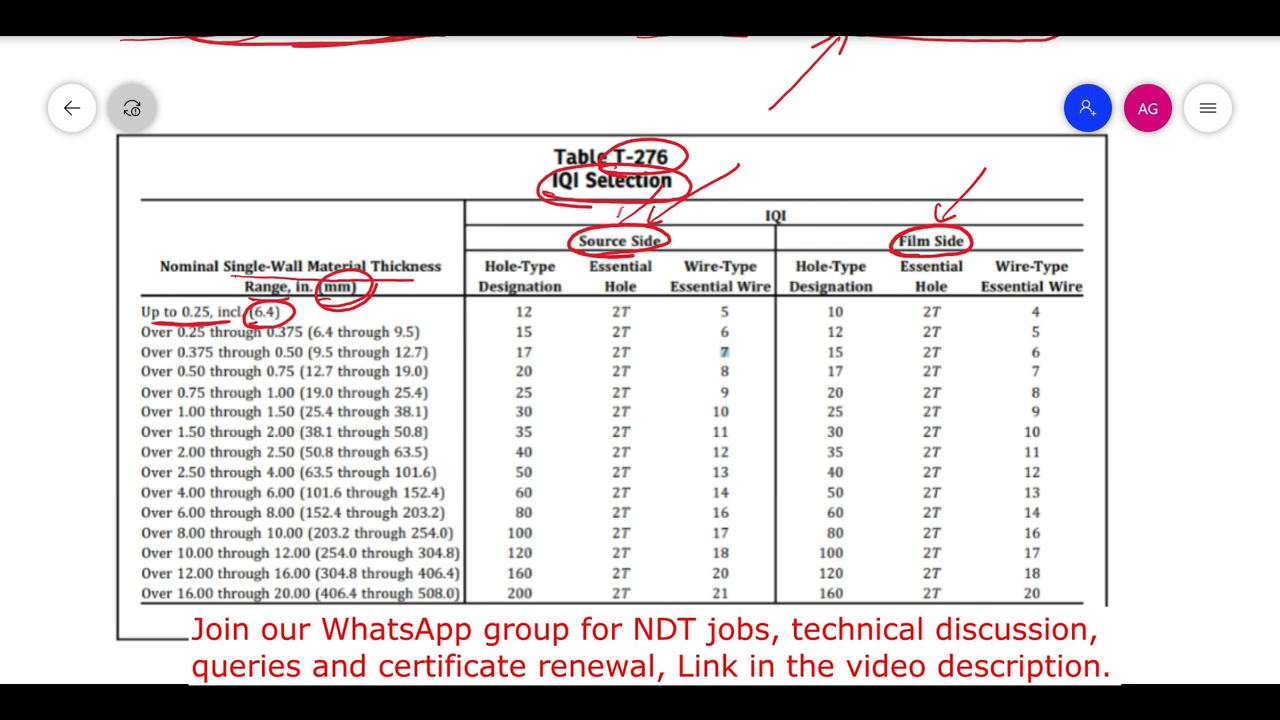 AG
Table T-276
IQI Selection
IQI
Source Side Film Side
Nominal Single-Wall Material Thickness Hole-Type Essential Wire-Type Hole-Type Essential Wire-Type
Range, in. (mm) Designation Hole Essential Wire Designation Hole Essential Wire
Up to 0.25, incl. (6.4) 12 2T 5 10 2T 4
Over 0.25 through 0.375 (6.4 through 9.5) 15 2T 6 12 2T 5
Over 0.375 through 0.50 (9.5 through 12.7) 17 2T 7 15 2T 6
Over 0.50 through 0.75 (12.7 through 19.0) 20 2T 8 17 2T 7
Over 0.75 through 1.00 (19.0 through 25.4) 25 2T 9 20 2T 8
Over 1.00 through 1.50 (25.4 through 38.1) 30 2T 10 25 2T 9
Over 1.50 through 2.00 (38.1 through 50.8) 35 2T 11 30 2T 10
Over 2.00 through 2.50 (50.8 through 63.5) 40 2T 12 35 2T 11
Over 2.50 through 4.00 (63.5 through 101.6) 50 2T 13 40 2T 12
Over 4.00 through 6.00 (101.6 through 152.4) 60 2T 14 50 2T 13
Over 6.00 through 8.00 (152.4 through 203.2) 80 2T 16 60 2T 14
Over 8.00 through 10.00 (203.2 through 254.0) 100 2T 17 80 2T 16
Over 10.00 through 12.00 (254.0 through 304.8) 120 2T 18 100 2T 17
Over 12.00 through 16.00 (304.8 through 406.4) 160 2T 20 120 2T 18
Over 16.00 through 20.00 (406.4 through 508.0) 200 2T 21 160 2T 20
Join our WhatsApp group for NDT jobs, technical discussion,
queries and certificate renewal, Link in the video description.